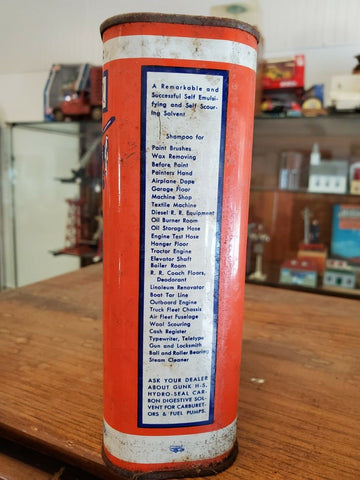 A Remarkable and
Successful Self Emulsi-
fying and Self Scour-
ing Solvent
Shampoo for
Paint Brushes
Wax Removing
Before Paint
Painters Hand
Airplane Dope
Garage Floor
Machine Shop
Textile Machine
Diesel R. R. Equipment
Oil Burner Room
Oil Storage Hose
Engine Test Hose
Hanger Floor
Tractor Engine
Elevator Shaft
Boiler Room
R. R. Coach Floors,
Deodorant
Linoleum Renovator
Boat Tar Line
Outboard Engine
Truck Fleet Chassis
Air Fleet Fuselage
Wool Scouring
Cash Register
Typewriter, Teletype
Gun and Locksmith
Ball and Roller Bearing
Steam Cleaner
ASK YOUR DEALER
ABOUT GUNK H-S,
HYDRO-SEAL CAR-
BON DIGESTIVE SOL-
VENT FOR CARBURET-
ORS & FUEL PUMPS.